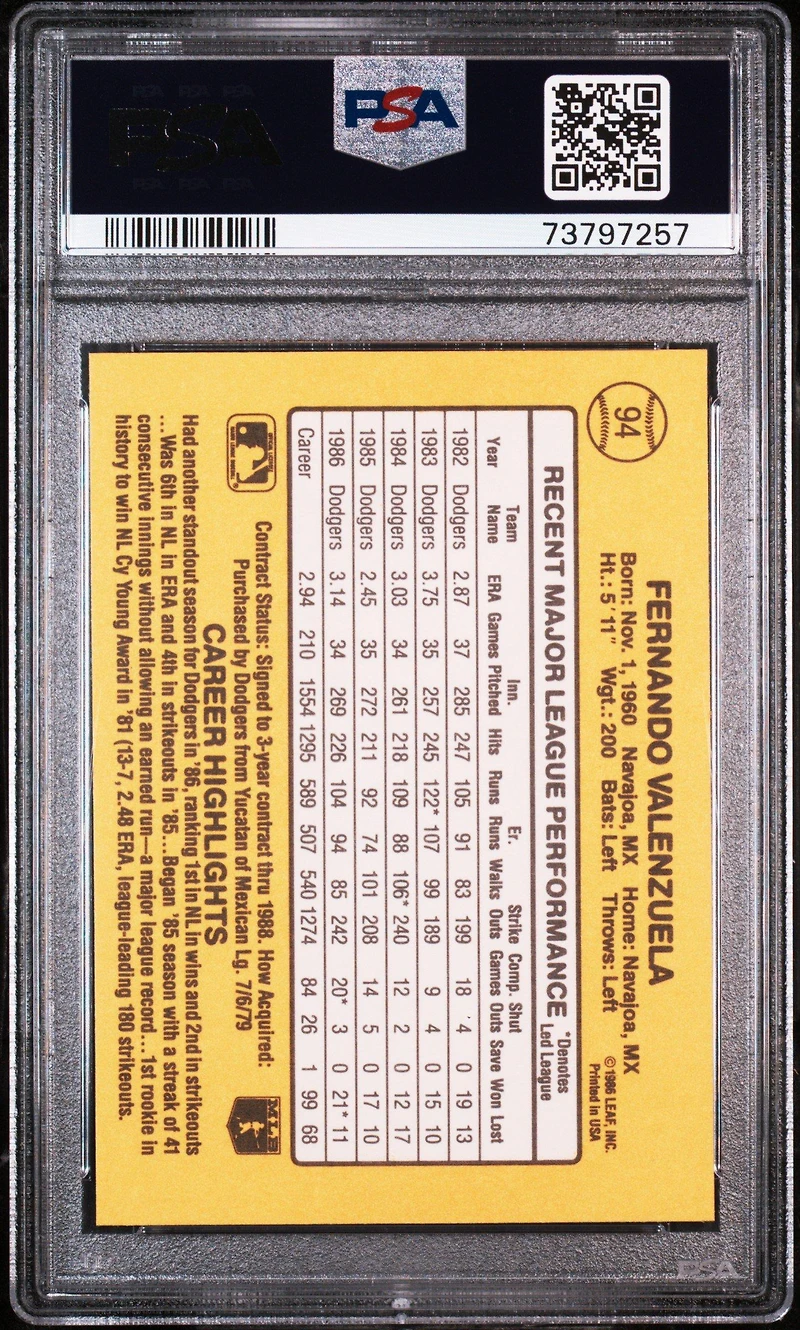 PSA
PSA
73797257
94
FERNANDO VALENZUELA
Born: Nov. 1, 1960 Navajoa, MX Home: Navajoa, MX
Ht.: 5'11" Wgt.: 200 Bats: Left Throws: Left
©1986 LEAF, INC.
Printed in USA
RECENT MAJOR LEAGUE PERFORMANCE
*Denotes
Led League
Team Inn. Er. Strike Comp. Shut
Year Name ERA Games Pitched Hits Runs Runs Walks Outs Games Outs Save Won Lost
1982 Dodgers 2.87 37 285 247 105 91 83 199 18 4 0 19 13
1983 Dodgers 3.75 35 257 245 122* 107 99 189 9 4 0 15 10
1984 Dodgers 3.03 34 261 218 109 88 106* 240 12 2 0 12 17
1985 Dodgers 2.45 35 272 211 92 74 101 208 14 5 0 17 10
1986 Dodgers 3.14 34 269 226 104 94 85 242 20* 3 0 21* 11
Career 2.94 210 1554 1295 589 507 540 1274 84 26 1 99 68
Contract Status: Signed to 3-year contract thru 1988. How Acquired:
Purchased by Dodgers from Yucatan of Mexican Lg. 7/6/79
MLB
CAREER HIGHLIGHTS
Had another standout season for Dodgers in '86, ranking 1st in NL in wins and 2nd in strikeouts
...Was 6th in NL in ERA and 4th in strikeouts in '85...Began '85 season with a streak of 41
consecutive innings without allowing an earned run—a major league record...1st rookie in
history to win NL Cy Young Award in '81 (13-7, 2.48 ERA, league-leading 180 strikeouts.
PSA